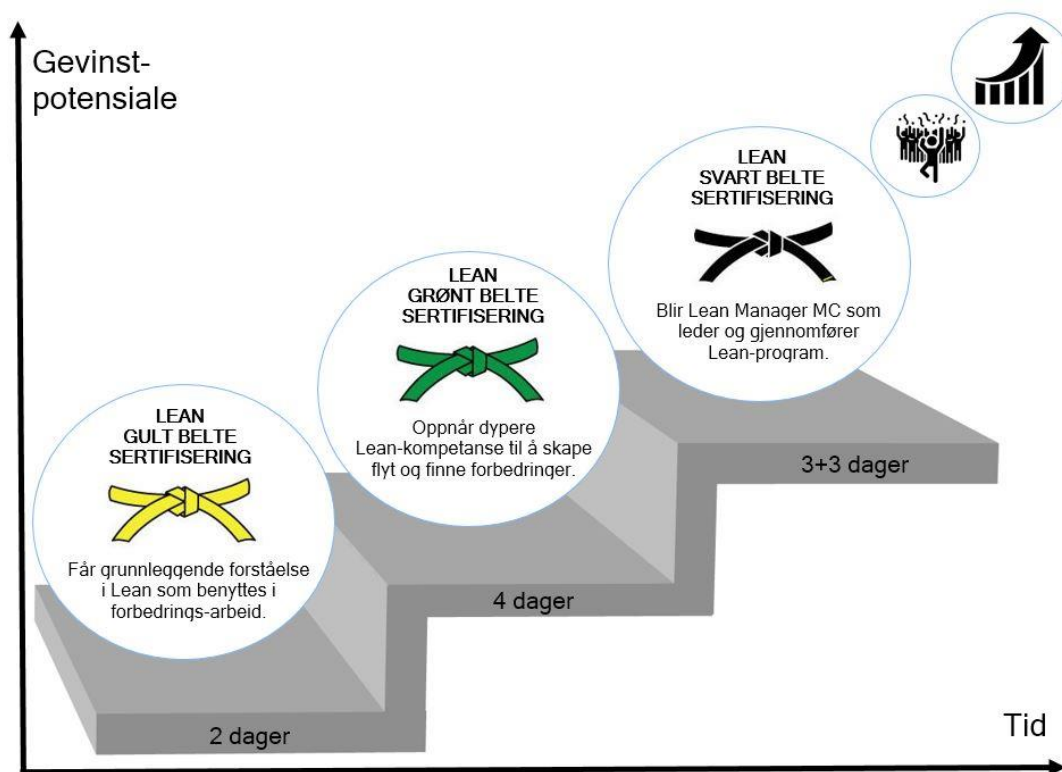 Gevinst-
potensiale
LEAN
SVART BELTE
SERTIFISERING
Blir Lean Manager MC som
leder og gjennomfører
Lean-program.
3+3 dager
LEAN
GRØNT BELTE
SERTIFISERING
Oppnår dypere
Lean-kompetanse til å skape
flyt og finne forbedringer.
4 dager
LEAN
GULT BELTE
SERTIFISERING
Får grunnleggende forståelse
i Lean som benyttes i
forbedrings-arbeid.
2 dager
Tid